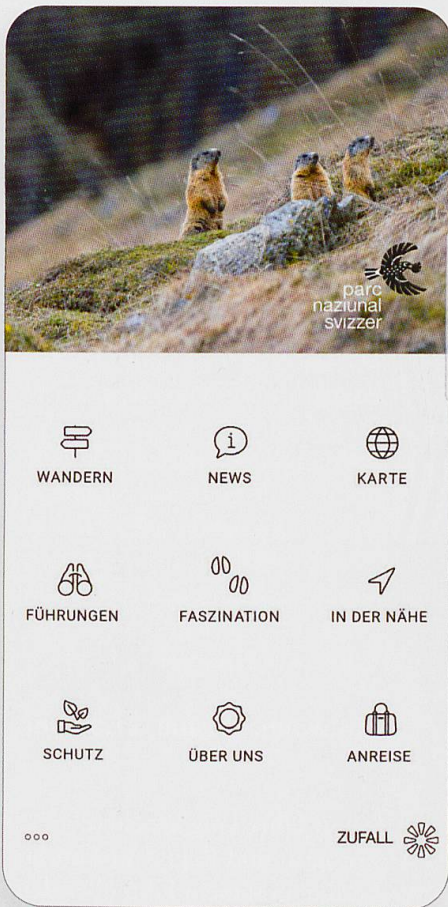 parc
naziunal
svizzer
WANDERN
NEWS
KARTE
FÜHRUNGEN
FASZINATION
IN DER NÄHE
SCHUTZ
ÜBER UNS
ANREISE
ZUFALL